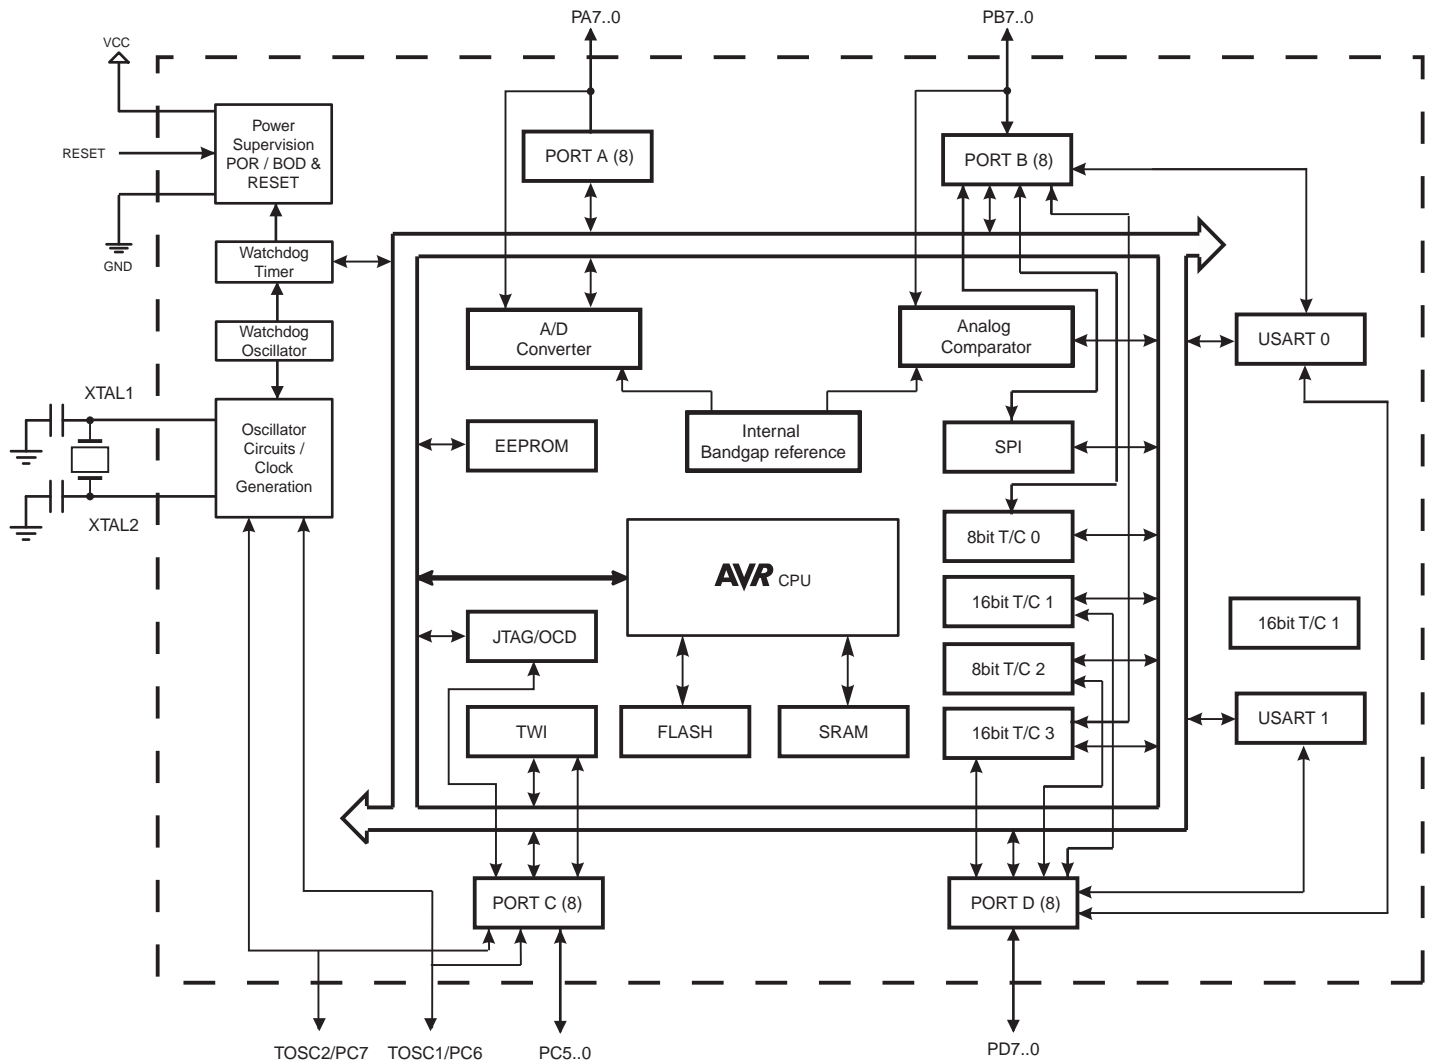 PA7..0
PB7..0
VCC
RESET
GND
Power
Supervision
POR / BOD &
RESET
PORT A (8)
PORT B (8)
Watchdog
Timer
Watchdog
Oscillator
A/D
Converter
Analog
Comparator
USART 0
XTAL1
XTAL2
Oscillator
Circuits /
Clock
Generation
EEPROM
Internal
Bandgap reference
SPI
8bit T/C 0
AVR CPU
16bit T/C 1
16bit T/C 1
JTAG/OCD
8bit T/C 2
TWI
FLASH
SRAM
16bit T/C 3
USART 1
PORT C (8)
PORT D (8)
TOSC2/PC7
TOSC1/PC6
PC5..0
PD7..0